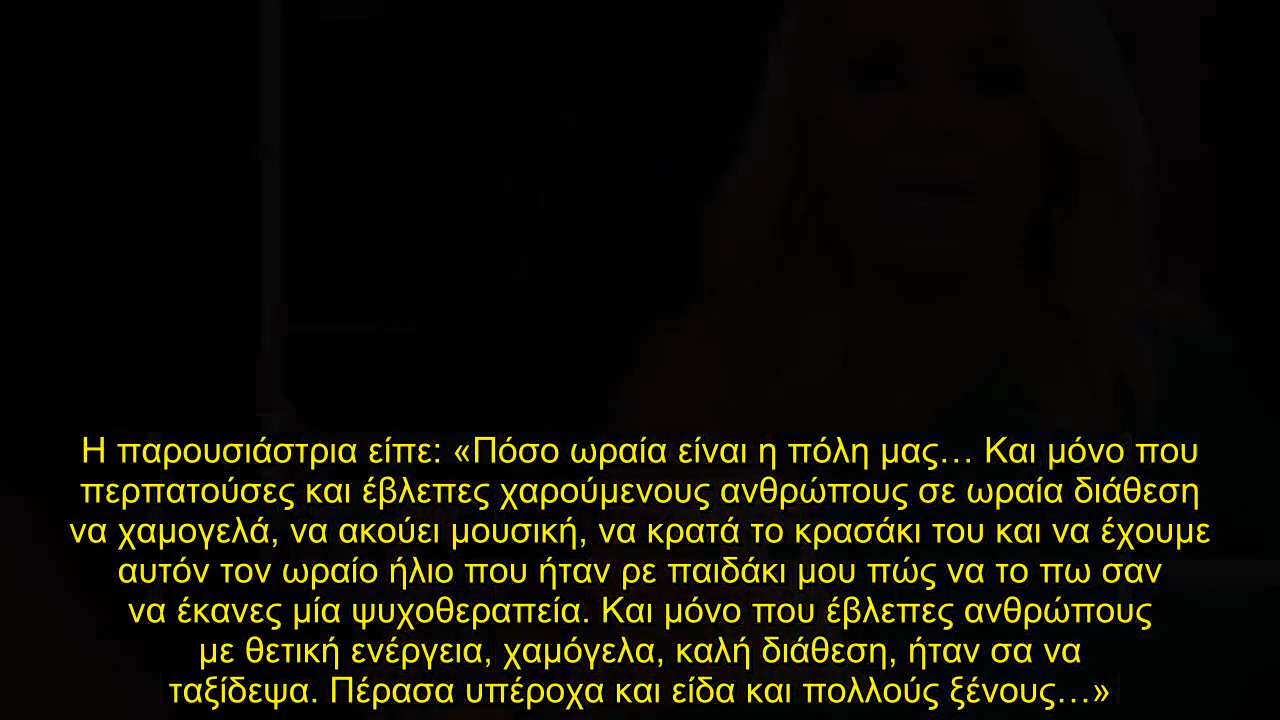 Η παρουσιάστρια είπε: «Πόσο ωραία είναι η πόλη μας… Και μόνο που
περπατούσες και έβλεπες χαρούμενους ανθρώπους σε ωραία διάθεση
να χαμογελά, να ακούει μουσική, να κρατά το κρασάκι του και να έχουμε
αυτόν τον ωραίο ήλιο που ήταν ρε παιδάκι μου πώς να το πω σαν
να έκανες μία ψυχοθεραπεία. Και μόνο που έβλεπες ανθρώπους
με θετική ενέργεια, χαμόγελα, καλή διάθεση, ήταν σα να
ταξίδεψα. Πέρασα υπέροχα και είδα και πολλούς ξένους…»